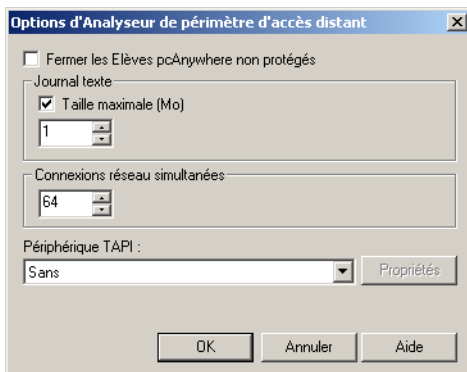 Options d'Analyseur de périmètre d'accès distant
Fermer les Elèves pcAnywhere non protégés
Journal texte
Taille maximale (Mo)
1
Connexions réseau simultanées
64
Périphérique TAPI :
Sans
Propriétés
OK
Annuler
Aide